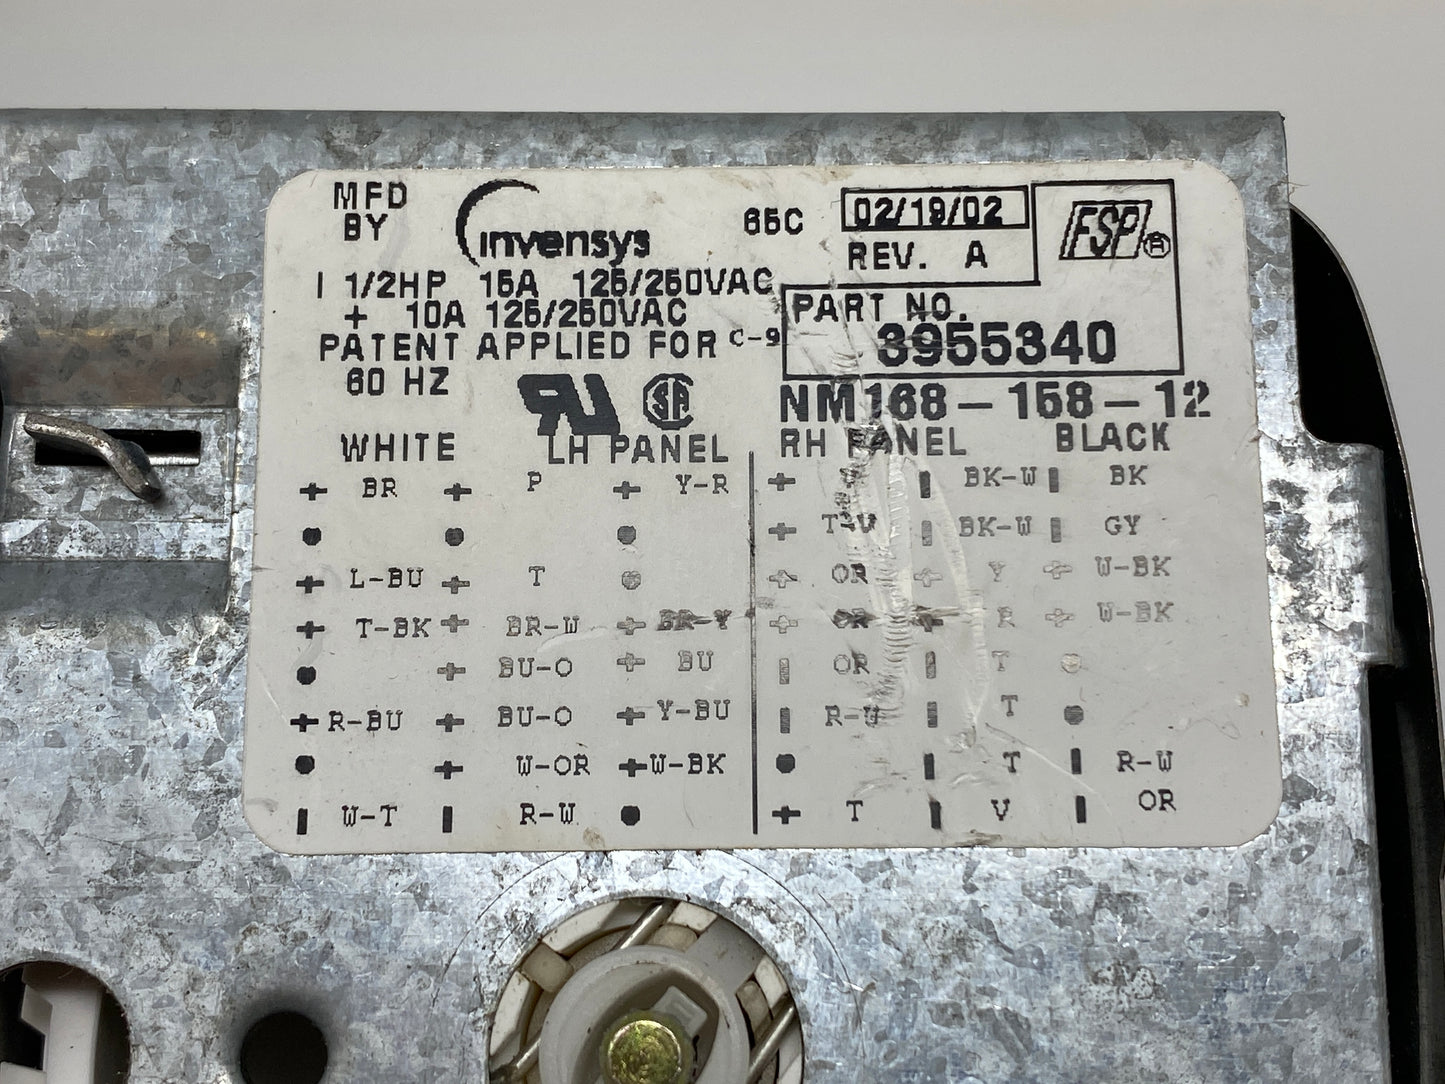 MFD
BY
invensys
65C
02/19/02
REV. A
FSP®
| 1/2HP 15A 125/250VAC
+ 10A 125/250VAC
PATENT APPLIED FOR C-9
60 HZ
PART NO.
3955340
NM168-158-12
WHITE LH PANEL RH PANEL BLACK
+ BR + P + Y-R + | BK-W | BK
● ● ● + T-V | BK-W | GY
+ L-BU + T ● + OR + Y + W-BK
+ T-BK + BR-W + BR-Y + OR + R + W-BK
● + BU-O + BU | OR | T ●
+ R-BU + BU-O + Y-BU | R-W | T ●
● + W-OR + W-BK ● | T | R-W
| W-T | R-W ● + T | V | OR